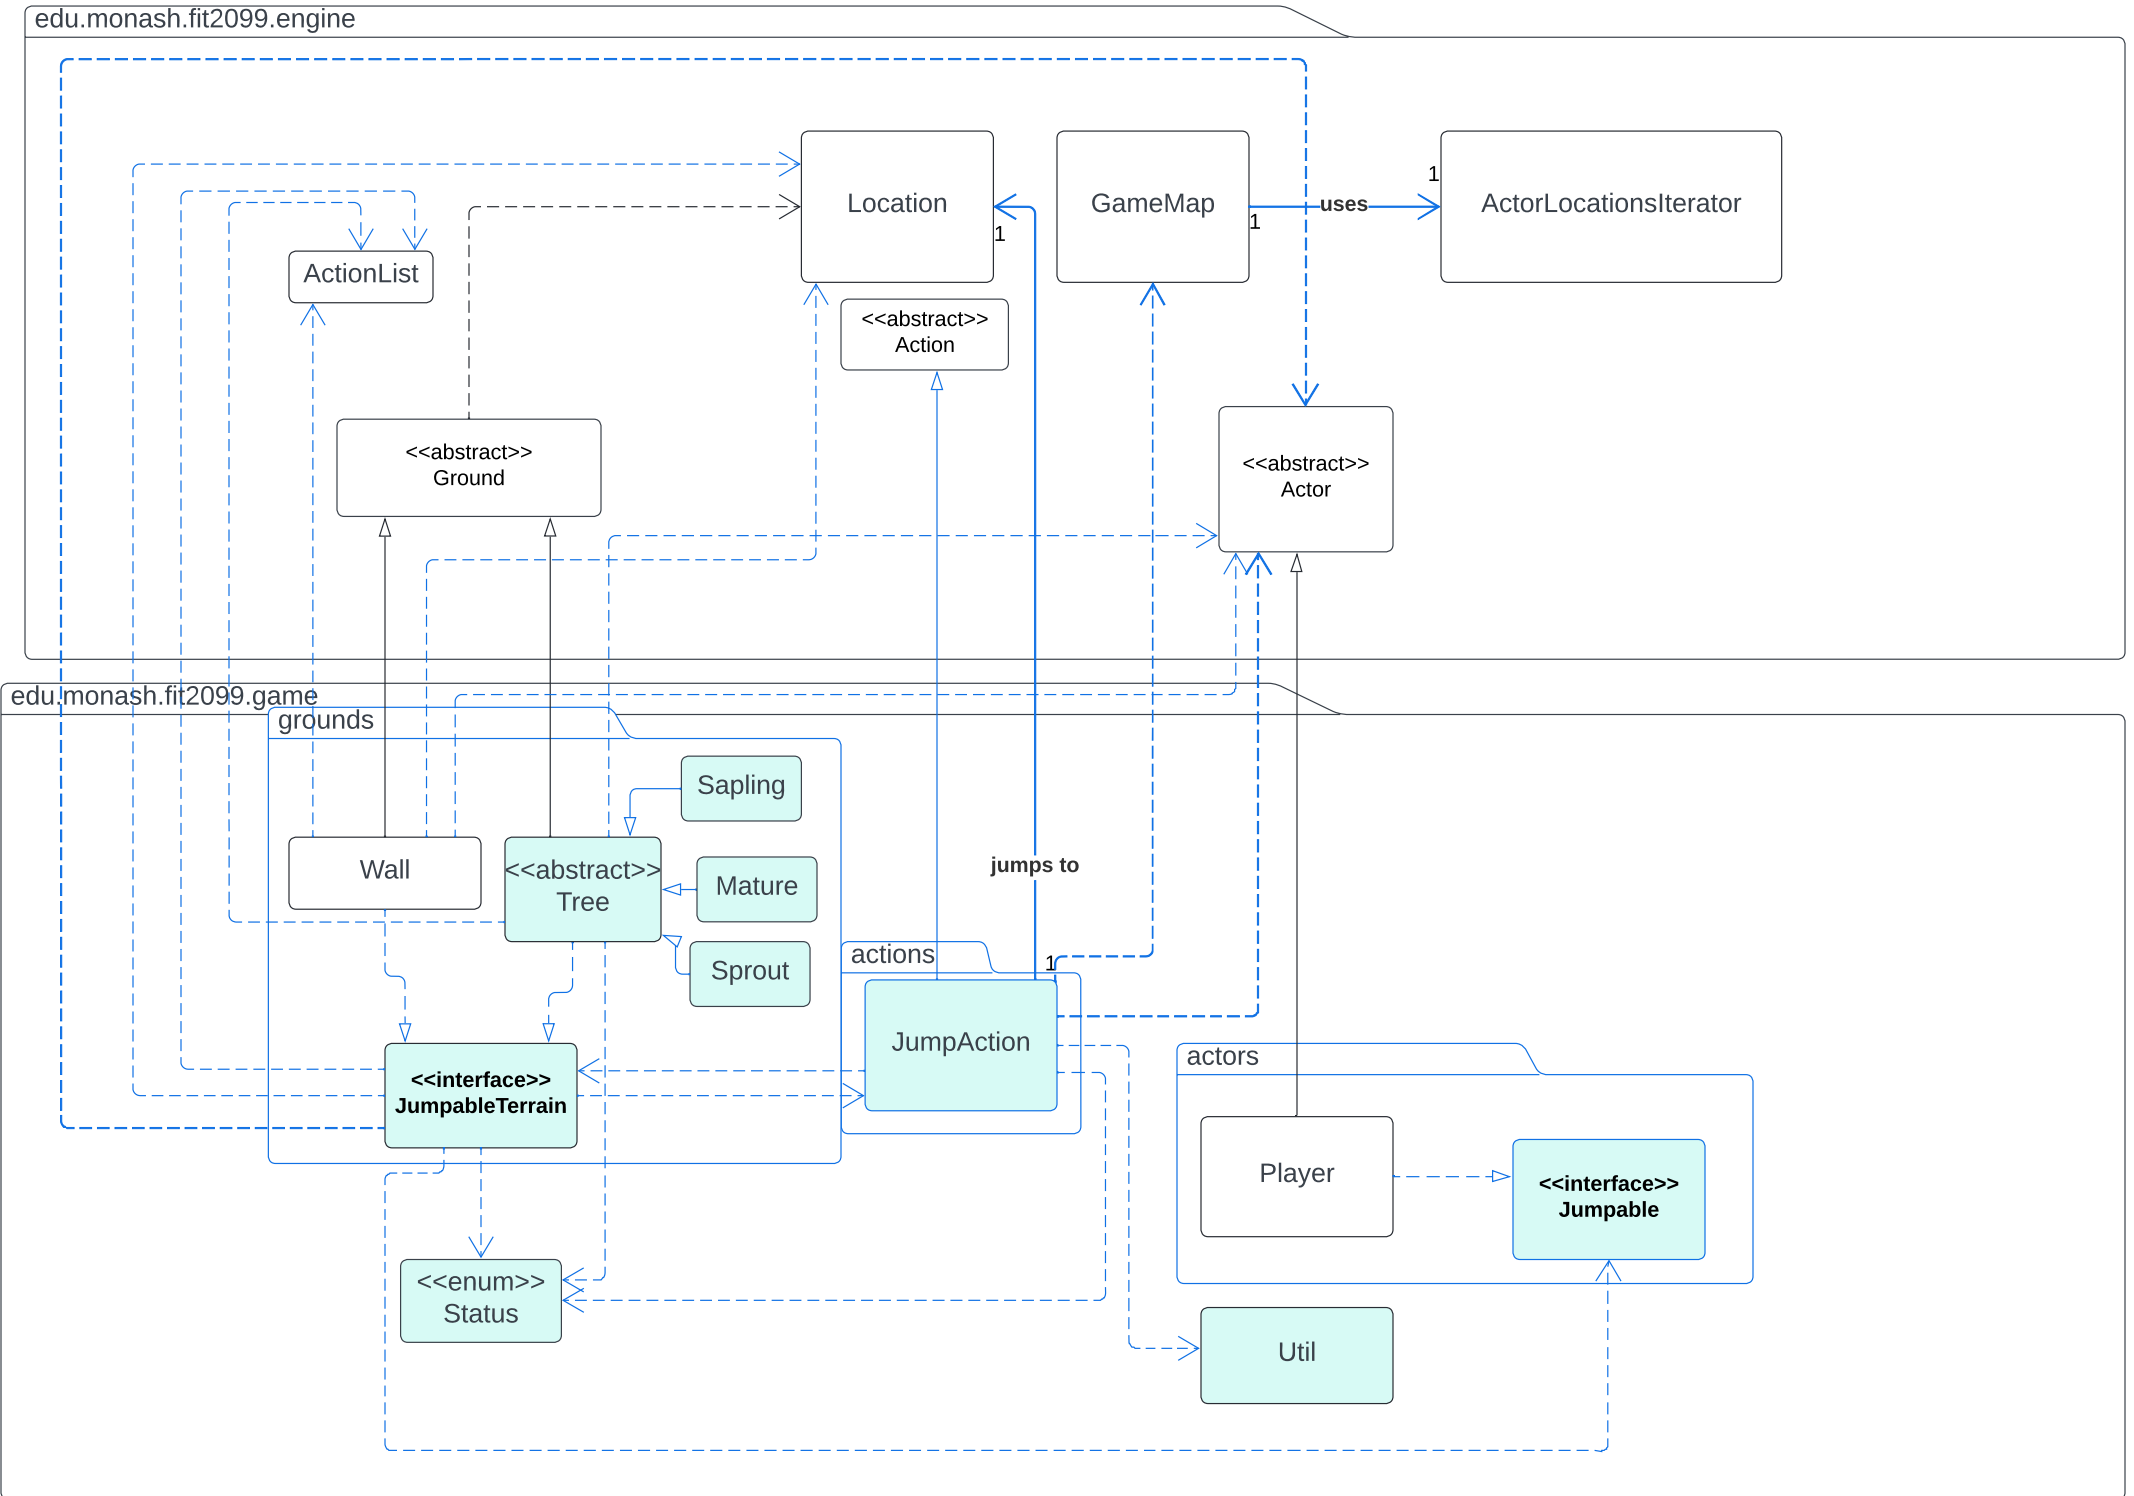 edu.monash.fit2099.engine
Location
GameMap
ActorLocationsIterator
1
uses
1
1
ActionList
<<abstract>>
Action
<<abstract>>
Ground
<<abstract>>
Actor
edu.monash.fit2099.game
grounds
Sapling
Wall
<<abstract>>
Tree
Mature
jumps to
Sprout
actions
1
JumpAction
<<interface>>
JumpableTerrain
actors
Player
<<interface>>
Jumpable
<<enum>>
Status
Util